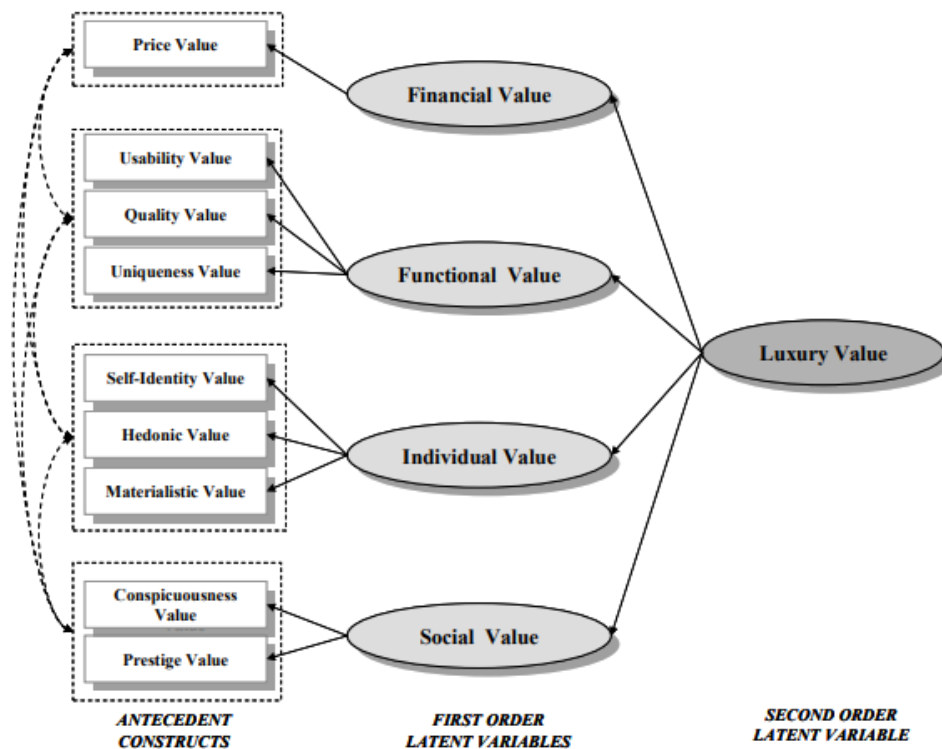 Price Value
Financial Value
Usability Value
Quality Value
Uniqueness Value
Functional Value
Luxury Value
Self-Identity Value
Hedonic Value
Materialistic Value
Individual Value
Conspicuousness
Value
Prestige Value
Social Value
ANTECEDENT
CONSTRUCTS
FIRST ORDER
LATENT VARIABLES
SECOND ORDER
LATENT VARIABLE